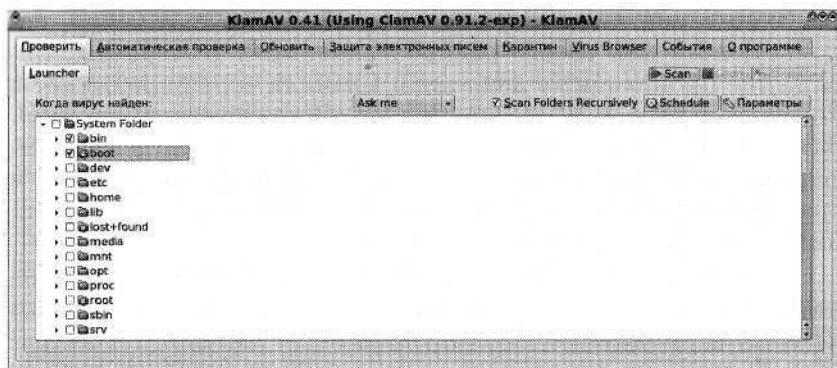 KlamAV 0.41 (Using ClamAV 0.91.2-exp) - KlamAV
Проверить Автоматическая проверка Обновить Защита электронных писем Карантин Virus Browser События О программе
Launcher Scan
Когда вирус найден: Ask me Scan Folders Recursively Schedule Параметры
System Folder
bin
boot
dev
etc
home
lib
lost+found
media
mnt
opt
proc
root
sbin
srv